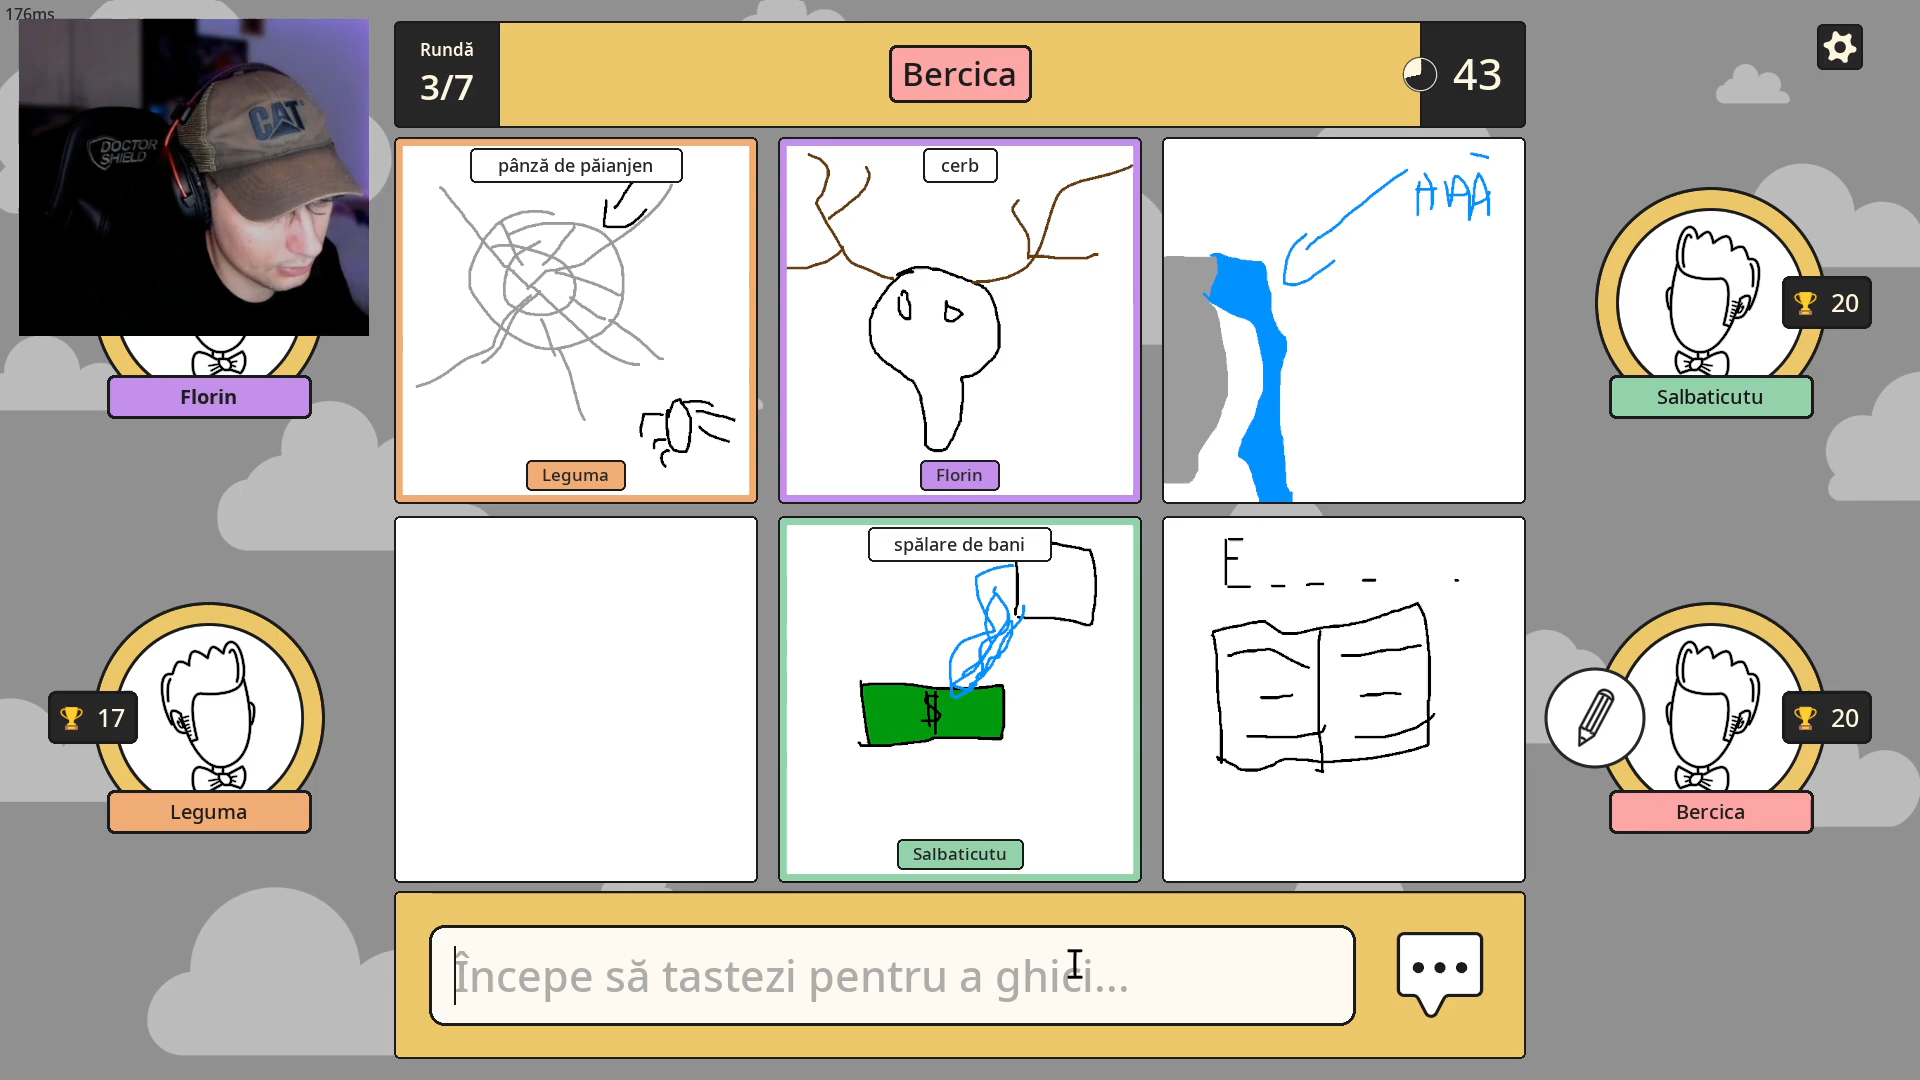 176ms
CAT
DOCTOR
SHIELD
Rundă
3/7
Bercica
43
pânză de păianjen
Leguma
cerb
Florin
Florin
20
Salbaticutu
spălare de bani
$
Salbaticutu
E _ _ _ _
17
Leguma
20
Bercica
Începe să tastezi pentru a ghici...